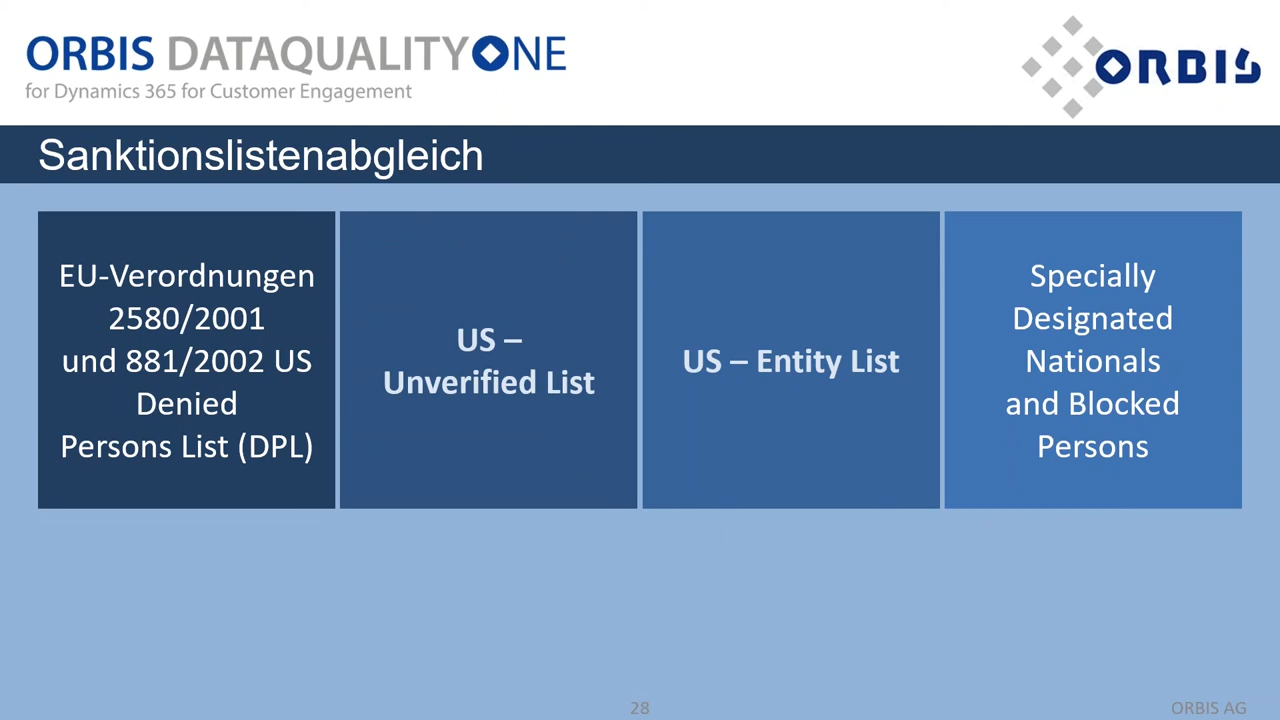 ORBIS DATAQUALITYONE
for Dynamics 365 for Customer Engagement
ORBIS
Sanktionslistenabgleich
EU-Verordnungen
2580/2001
und 881/2002 US
Denied
Persons List (DPL)
US –
Unverified List
US – Entity List
Specially
Designated
Nationals
and Blocked
Persons
28
ORBIS AG